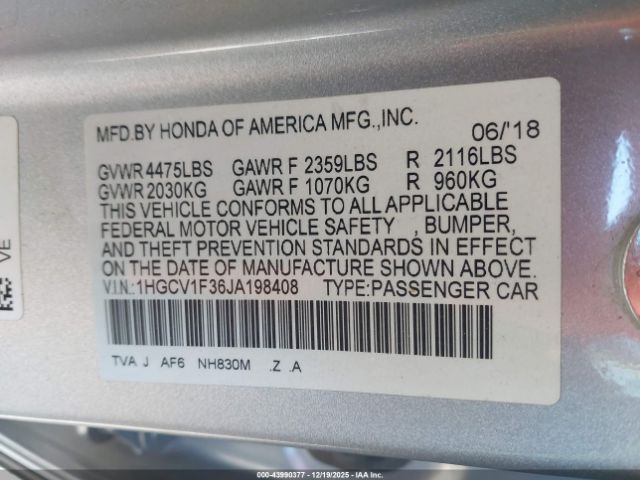 MFD.BY HONDA OF AMERICA MFG.,INC. 06/'18
GVWR 4475LBS GAWR F 2359LBS R 2116LBS
GVWR 2030KG GAWR F 1070KG R 960KG
THIS VEHICLE CONFORMS TO ALL APPLICABLE
FEDERAL MOTOR VEHICLE SAFETY , BUMPER,
AND THEFT PREVENTION STANDARDS IN EFFECT
ON THE DATE OF MANUFACTURE SHOWN ABOVE.
V.I.N.:1HGCV1F36JA198408 TYPE:PASSENGER CAR
TVA J AF6 NH830M .Z .A
VE
000-43990377 - 12/19/2025 - IAA Inc.